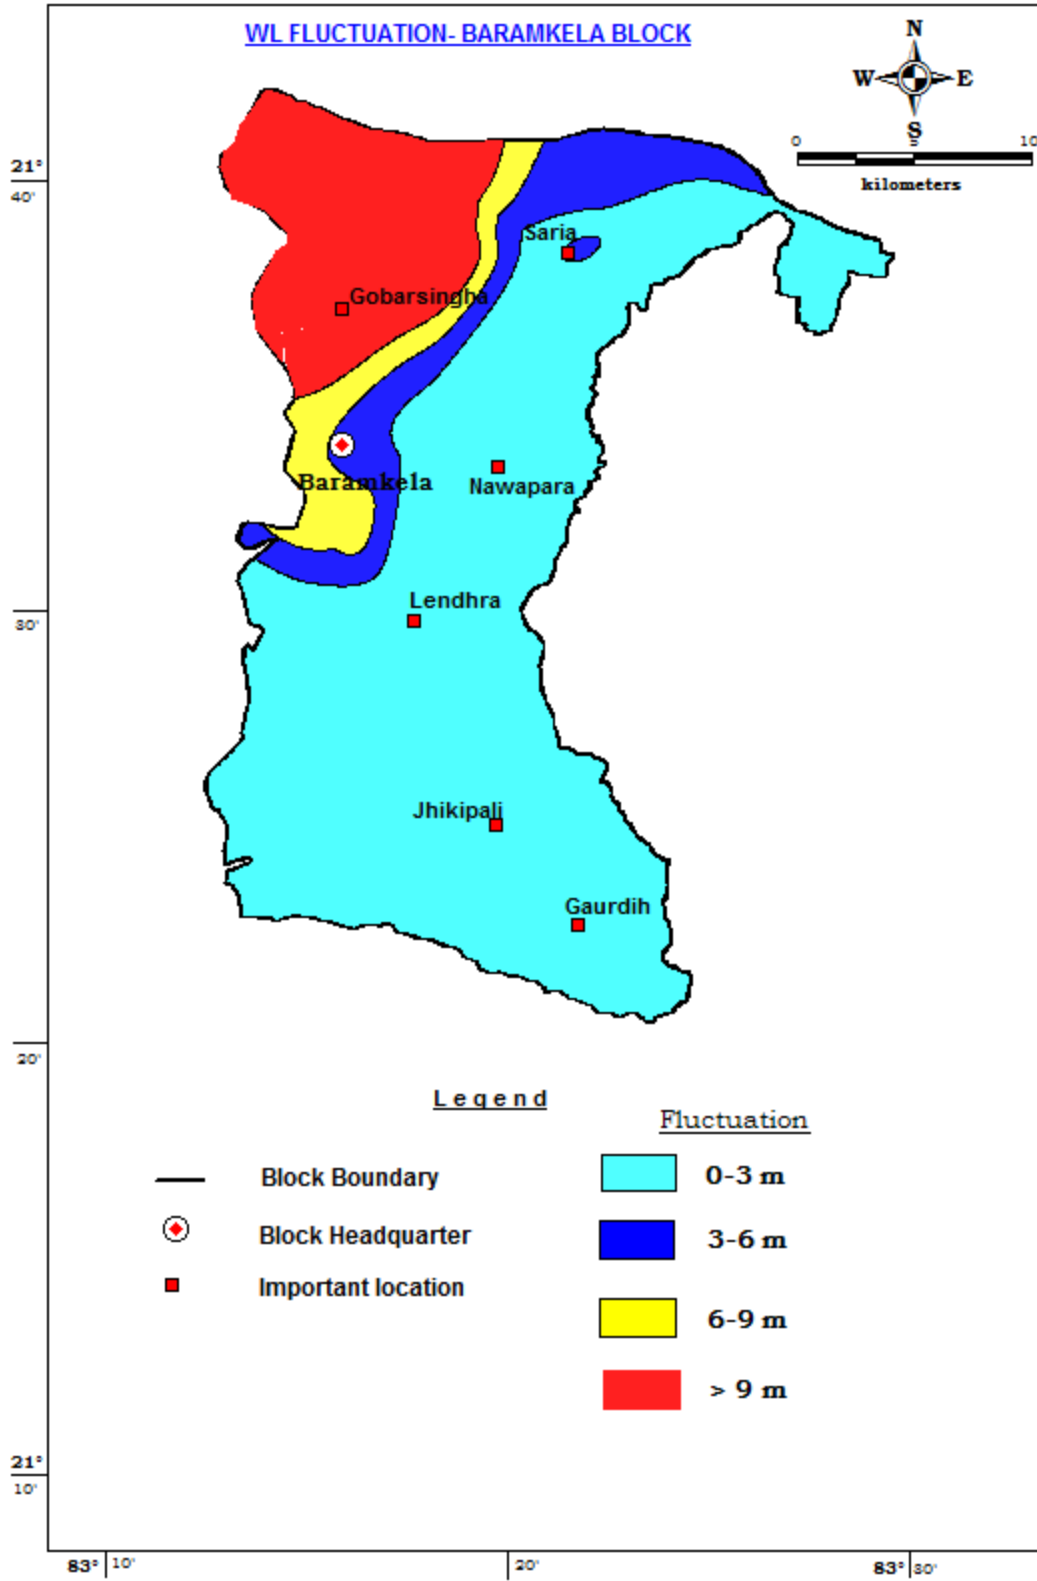 WL FLUCTUATION- BARAMKELA BLOCK
N
W E
S
0 5 10
kilometers
21°
40'
Saria
Gobarsingha
Baramkela
Nawapara
Lendhra
30'
Jhikipali
Gaurdih
20'
Legend
Fluctuation
Block Boundary 0-3 m
Block Headquarter 3-6 m
Important location 6-9 m
> 9 m
21°
10'
83° 10' 20' 83° 30'